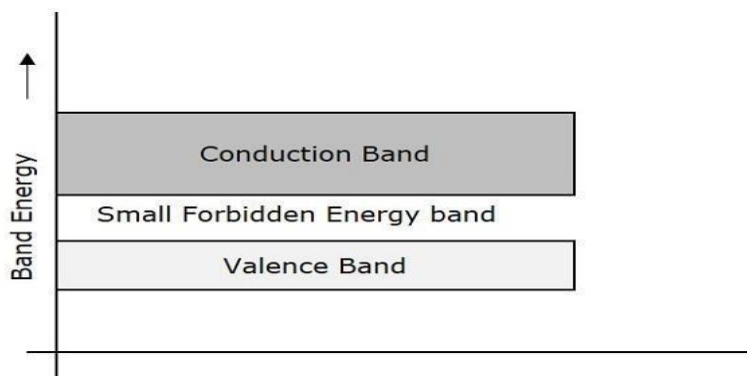 Conduction Band
Small Forbidden Energy band
Valence Band
Band Energy